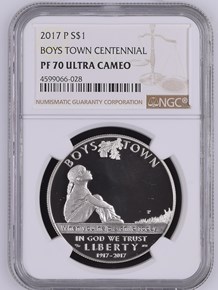 2017 P S$1
BOYS TOWN CENTENNIAL
PF 70 ULTRA CAMEO
4599066-028
NUMISMATIC GUARANTY CORPORATION
NGC
BOYS TOWN
P
IN GOD WE TRUST
LIBERTY
1917-2017